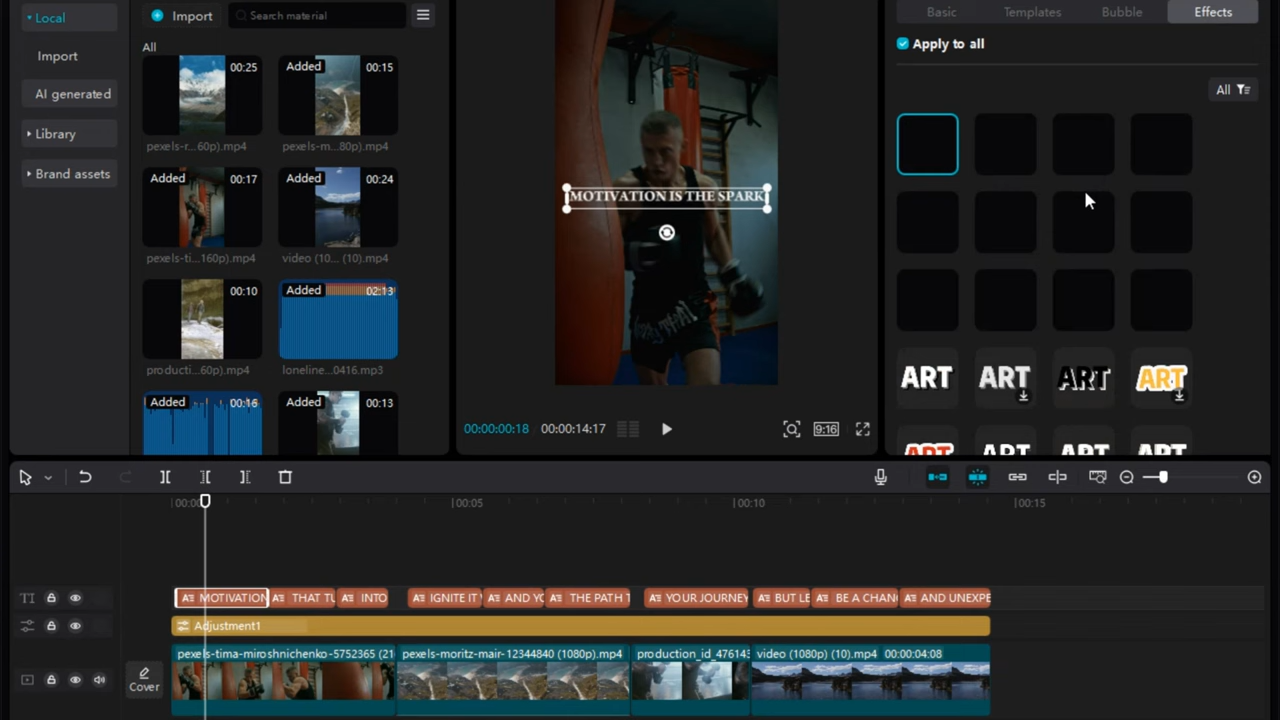 Local
Import
AI generated
Library
Brand assets
Import
Search material
All
00:25
Added
00:15
pexels-r...60p).mp4
pexels-m...80p).mp4
Added
00:17
Added
00:24
pexels-ti...160p).mp4
video (10... (10).mp4
00:10
Added
02:13
producti...60p).mp4
loneline...0416.mp3
Added
00:16
Added
00:13
MOTIVATION IS THE SPARK
00:00:00:18
00:00:14:17
9:16
Basic
Templates
Bubble
Effects
Apply to all
All
ART
ART
ART
ART
ART
ART
ART
ART
00:05
00:10
00:15
TI
MOTIVATION
THAT TU
INTO
IGNITE IT
AND YO
THE PATH T
YOUR JOURNEY
BUT LE
BE A CHAN
AND UNEXPE
Adjustment1
Cover
pexels-tima-miroshnichenko-5752365 (21
pexels-moritz-mair-12344840 (1080p).mp4
production_id_47614
video (1080p) (10).mp4
00:00:04:08